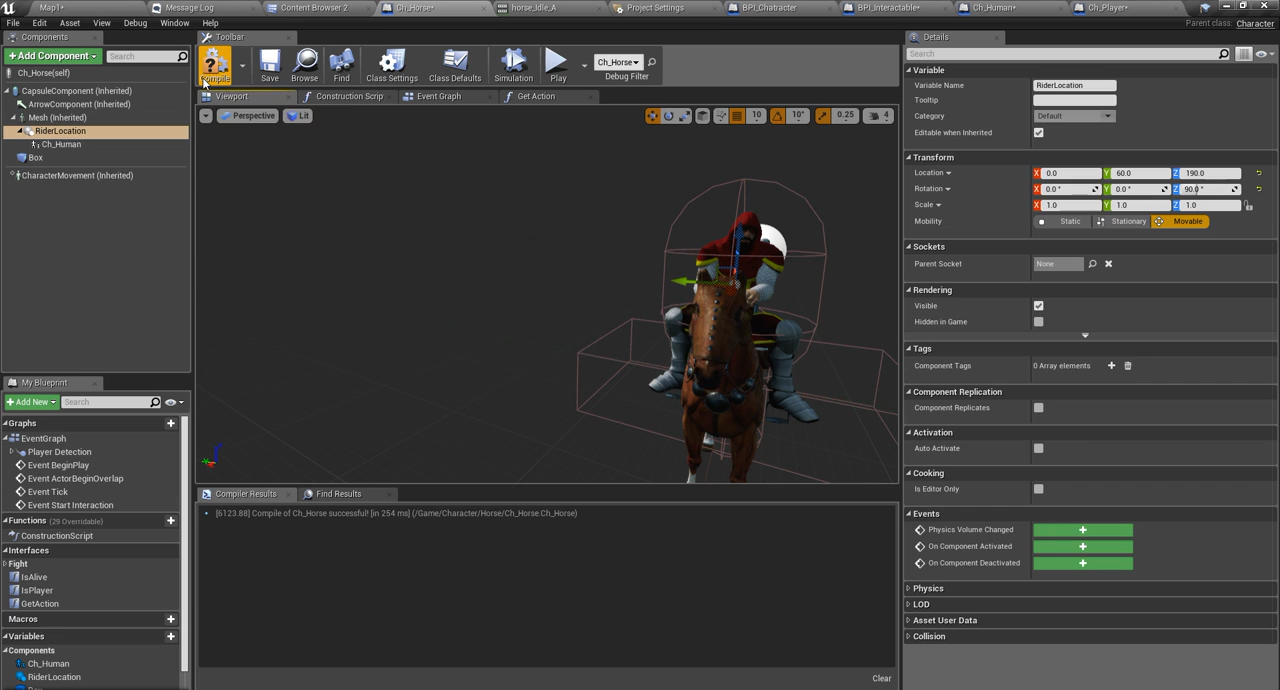 Map1*
Message Log
Content Browser 2
Ch_Horse*
horse_Idle_A
Project Settings
BPI_Chatracter
BPI_Interactable*
Ch_Human*
Ch_Player*
File Edit Asset View Debug Window Help
Parent class: Character
Components
Add Component
Search
Ch_Horse(self)
CapsuleComponent (Inherited)
ArrowComponent (Inherited)
Mesh (Inherited)
RiderLocation
Ch_Human
Box
CharacterMovement (Inherited)
My Blueprint
Add New
Search
Graphs
EventGraph
Player Detection
Event BeginPlay
Event ActorBeginOverlap
Event Tick
Event Start Interaction
Functions (29 Overridable)
ConstructionScript
Interfaces
Fight
IsAlive
IsPlayer
GetAction
Macros
Variables
Components
Ch_Human
RiderLocation
Toolbar
Compile
Save
Browse
Find
Class Settings
Class Defaults
Simulation
Play
Ch_Horse
Debug Filter
Viewport
Construction Scrip
Event Graph
Get Action
Perspective
Lit
10
10°
0.25
4
Compiler Results
Find Results
[6123.88] Compile of Ch_Horse successful! [in 254 ms] (/Game/Character/Horse/Ch_Horse.Ch_Horse)
Clear
Details
Search
Variable
Variable Name RiderLocation
Tooltip
Category Default
Editable when Inherited
Transform
Location X 0.0 Y 60.0 Z 190.0
Rotation X 0.0° Y 0.0° Z 90.0°
Scale X 1.0 Y 1.0 Z 1.0
Mobility Static Stationary Movable
Sockets
Parent Socket None
Rendering
Visible
Hidden in Game
Tags
Component Tags 0 Array elements
Component Replication
Component Replicates
Activation
Auto Activate
Cooking
Is Editor Only
Events
Physics Volume Changed
On Component Activated
On Component Deactivated
Physics
LOD
Asset User Data
Collision